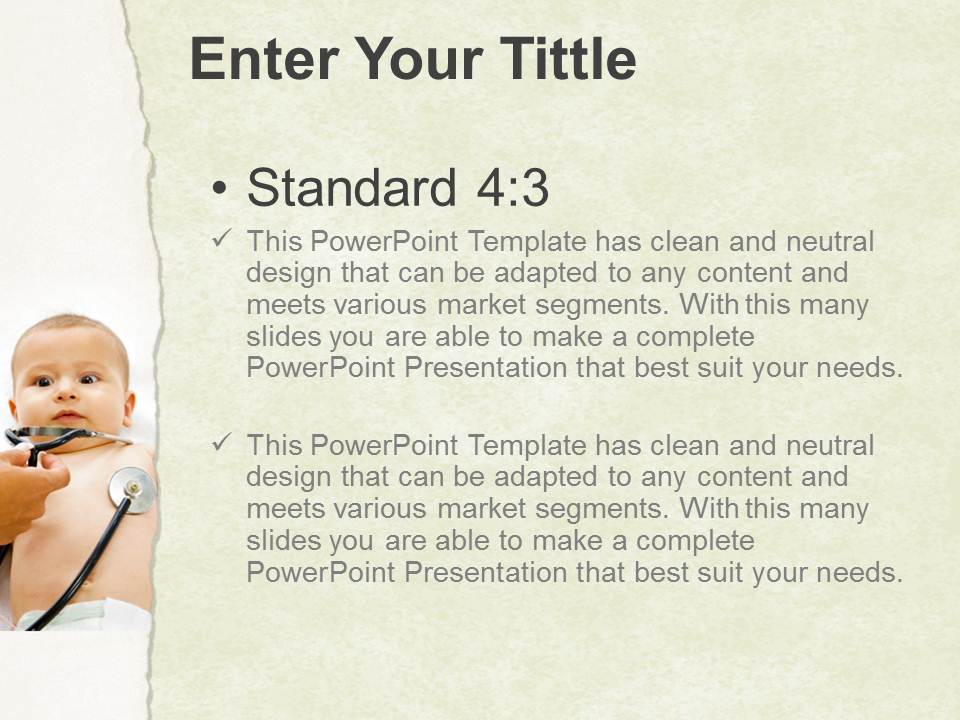 Enter Your Tittle
• Standard 4:3
✓ This PowerPoint Template has clean and neutral
design that can be adapted to any content and
meets various market segments. With this many
slides you are able to make a complete
PowerPoint Presentation that best suit your needs.
✓ This PowerPoint Template has clean and neutral
design that can be adapted to any content and
meets various market segments. With this many
slides you are able to make a complete
PowerPoint Presentation that best suit your needs.